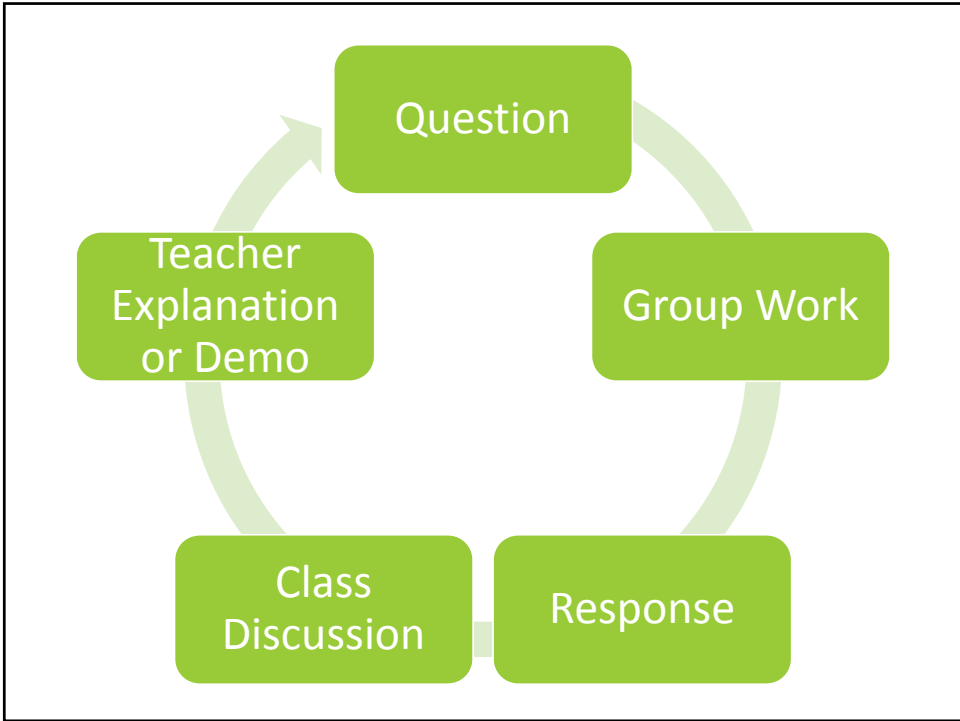 Question
Group Work
Response
Class
Discussion
Teacher
Explanation
or Demo